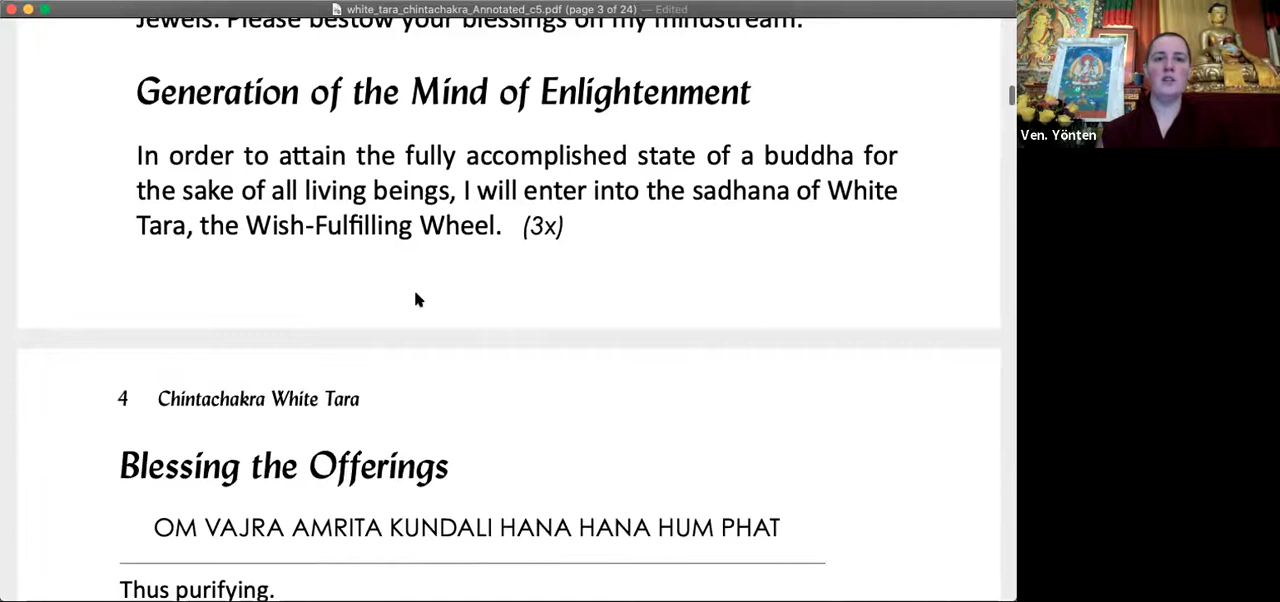 white_tara_chintachakra_Annotated_c5.pdf (page 3 of 24) — Edited
Jewels. Please bestow your blessings on my mindstream.
Generation of the Mind of Enlightenment
In order to attain the fully accomplished state of a buddha for
the sake of all living beings, I will enter into the sadhana of White
Tara, the Wish-Fulfilling Wheel. (3x)
4 Chintachakra White Tara
Blessing the Offerings
OM VAJRA AMRITA KUNDALI HANA HANA HUM PHAT
Thus purifying.
Ven. Yönten